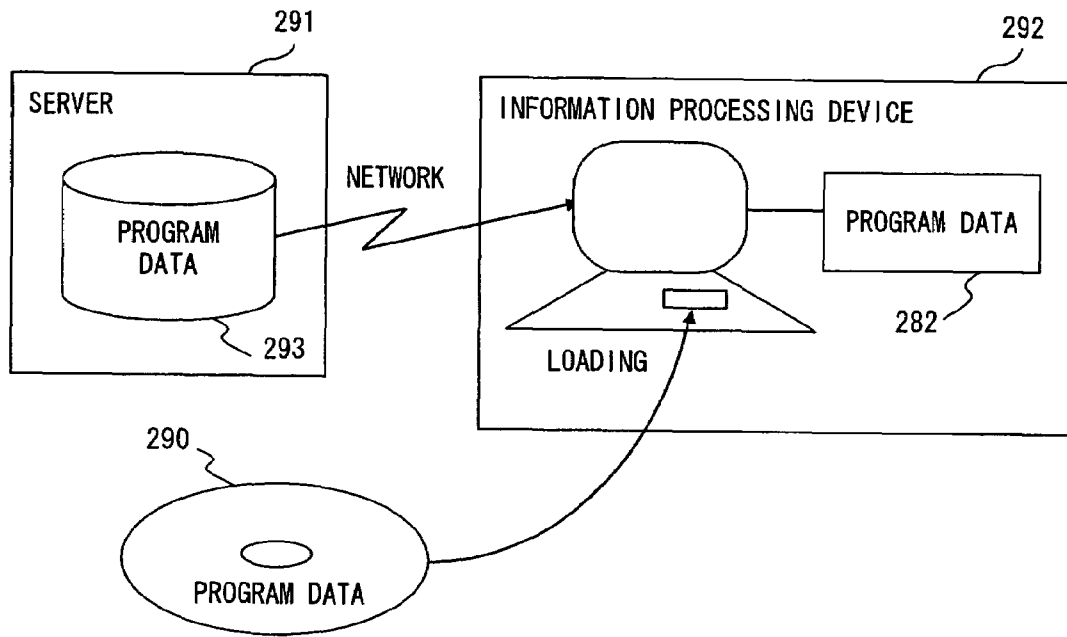 291
292
SERVER
INFORMATION PROCESSING DEVICE
NETWORK
PROGRAM
DATA
PROGRAM DATA
293
282
LOADING
290
PROGRAM DATA